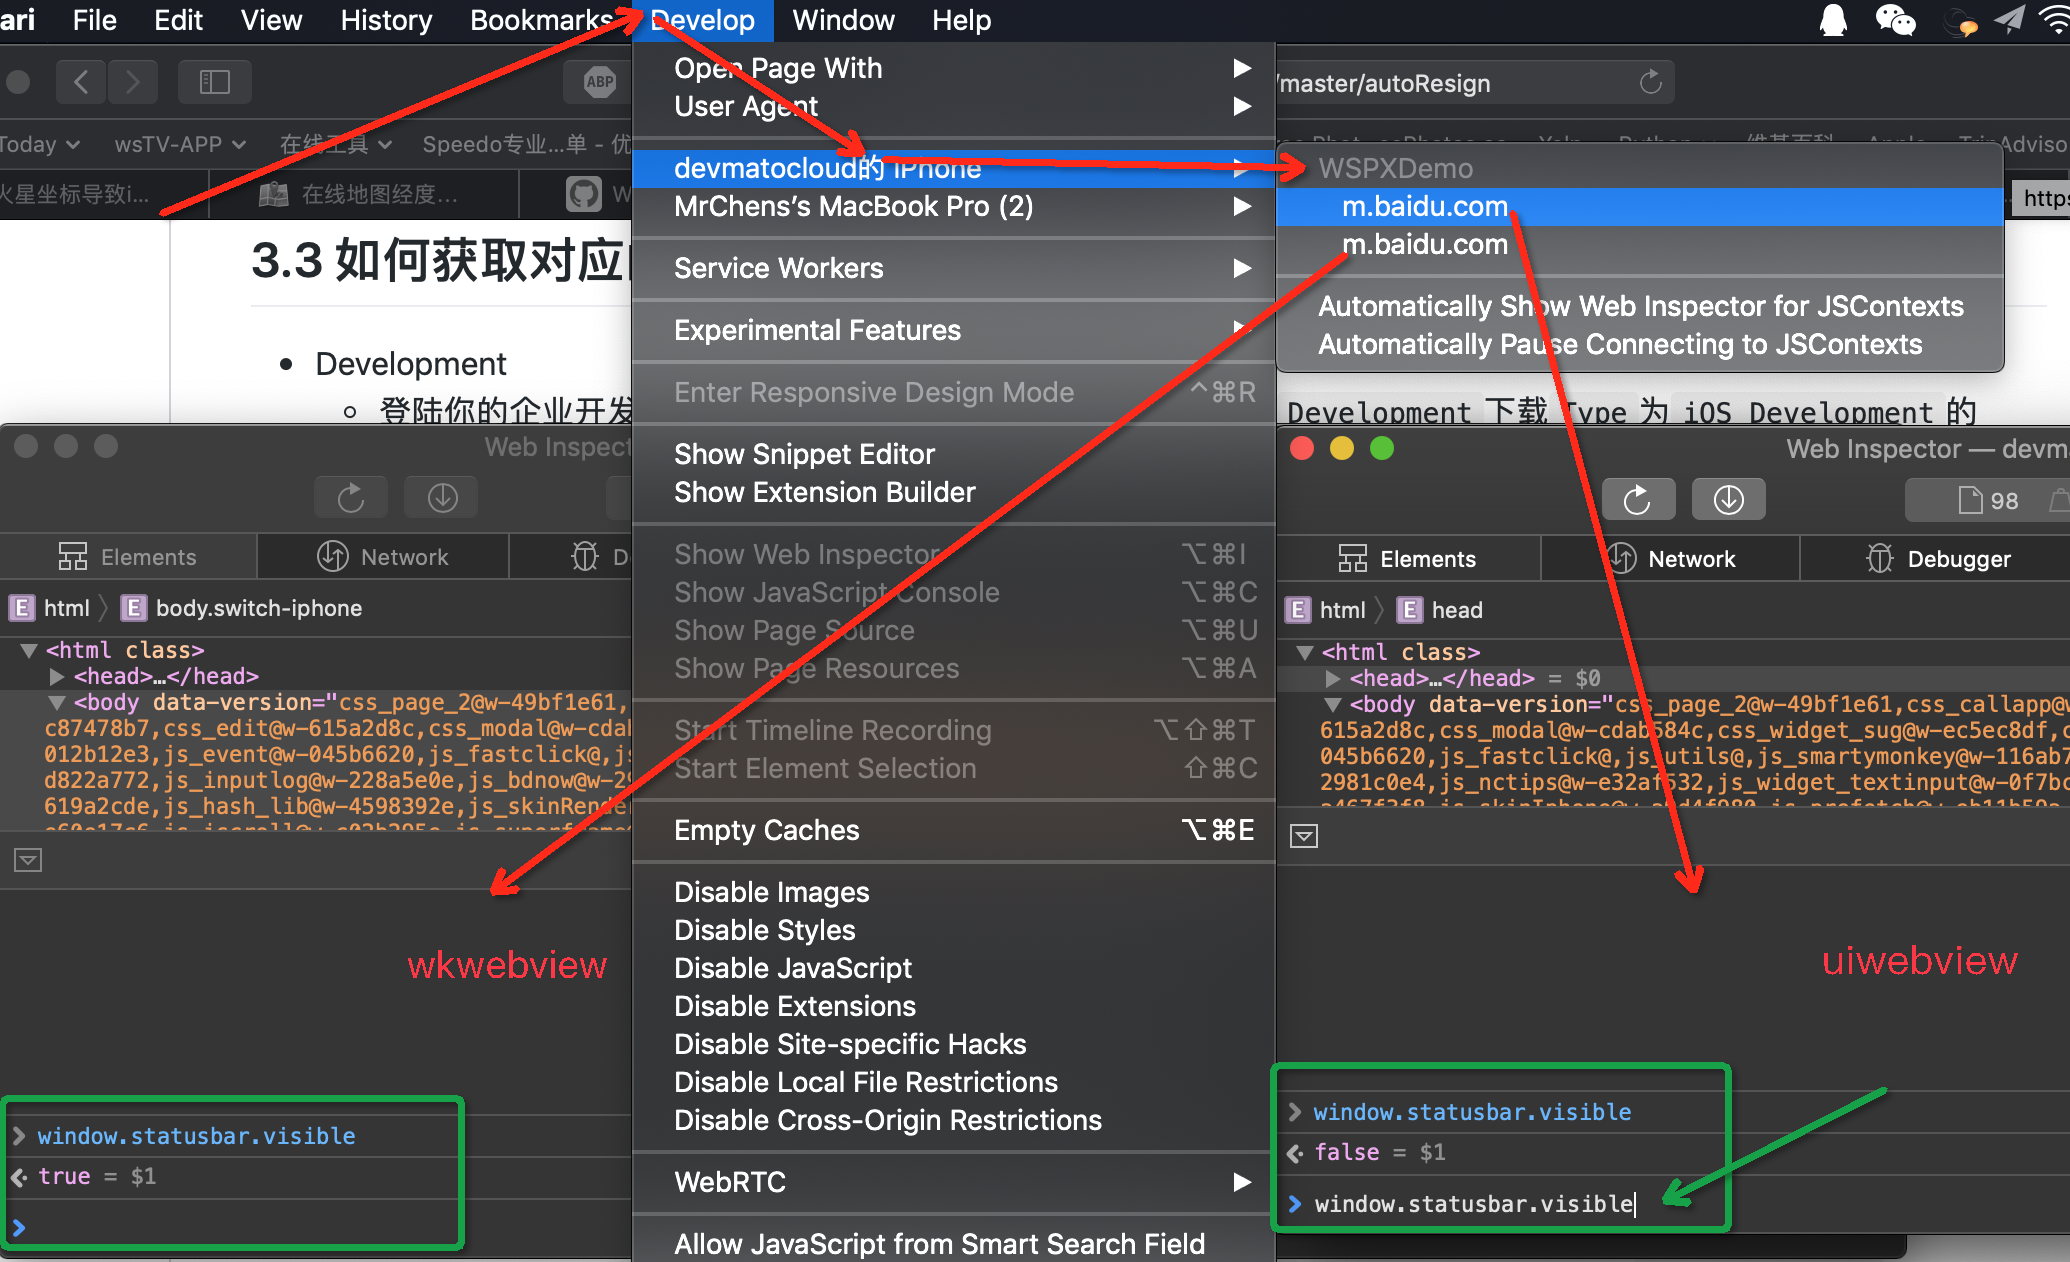 ari File Edit View History Bookmarks Develop Window Help
ABP
/master/autoResign
Today wsTV-APP 在线工具 Speedo专业...单 - 优
火星坐标导致i... 在线地图经度... W
https
3.3 如何获取对应
Development
登陆你的企业开发
Development 下载 Type 为 iOS Development 的
Open Page With
User Agent
devmatocloud的 iPhone
MrChens's MacBook Pro (2)
Service Workers
Experimental Features
Enter Responsive Design Mode ^⌘R
Show Snippet Editor
Show Extension Builder
Show Web Inspector ⌥⌘I
Show JavaScript Console ⌥⌘C
Show Page Source ⌥⌘U
Show Page Resources ⌥⌘A
Start Timeline Recording ⌥⇧⌘T
Start Element Selection ⇧⌘C
Empty Caches ⌥⌘E
Disable Images
Disable Styles
Disable JavaScript
Disable Extensions
Disable Site-specific Hacks
Disable Local File Restrictions
Disable Cross-Origin Restrictions
WebRTC
Allow JavaScript from Smart Search Field
WSPXDemo
m.baidu.com
m.baidu.com
Automatically Show Web Inspector for JSContexts
Automatically Pause Connecting to JSContexts
Web Inspect
Elements Network D
E html E body.switch-iphone
<html class>
<head>…</head>
<body data-version="css_page_2@w-49bf1e61,
c87478b7,css_edit@w-615a2d8c,css_modal@w-cdab
012b12e3,js_event@w-045b6620,js_fastclick@,js
d822a772,js_inputlog@w-228a5e0e,js_bdnow@w-29
619a2cde,js_hash_lib@w-4598392e,js_skinRende
wkwebview
window.statusbar.visible
true = $1
Web Inspector — devma
98
Elements Network Debugger
E html E head
<html class>
<head>…</head> = $0
<body data-version="css_page_2@w-49bf1e61,css_callapp@w
615a2d8c,css_modal@w-cdab584c,css_widget_sug@w-ec5ec8df,c
045b6620,js_fastclick@,js_utils@,js_smartymonkey@w-116ab7
2981c0e4,js_nctips@w-e32af532,js_widget_textinput@w-0f7bc
uiwebview
window.statusbar.visible
false = $1
window.statusbar.visible